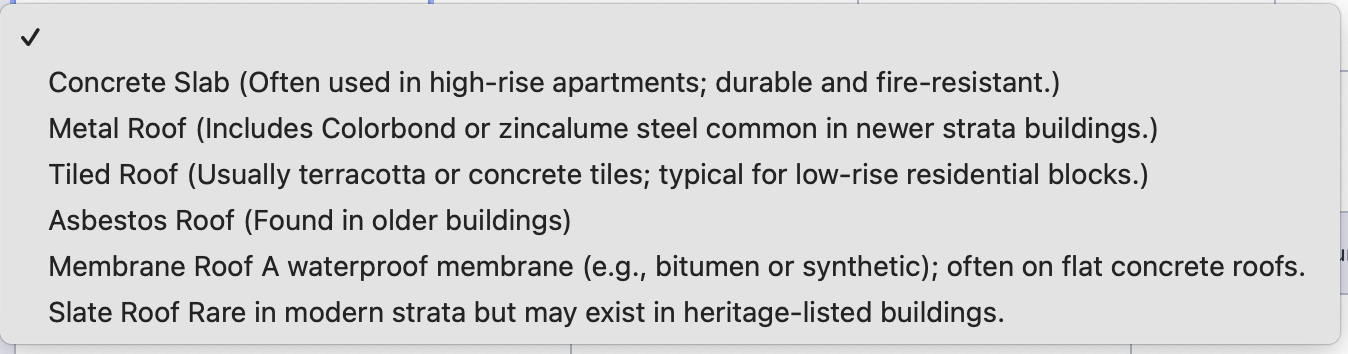 Concrete Slab (Often used in high-rise apartments; durable and fire-resistant.)
Metal Roof (Includes Colorbond or zincalume steel common in newer strata buildings.)
Tiled Roof (Usually terracotta or concrete tiles; typical for low-rise residential blocks.)
Asbestos Roof (Found in older buildings)
Membrane Roof A waterproof membrane (e.g., bitumen or synthetic); often on flat concrete roofs.
Slate Roof Rare in modern strata but may exist in heritage-listed buildings.